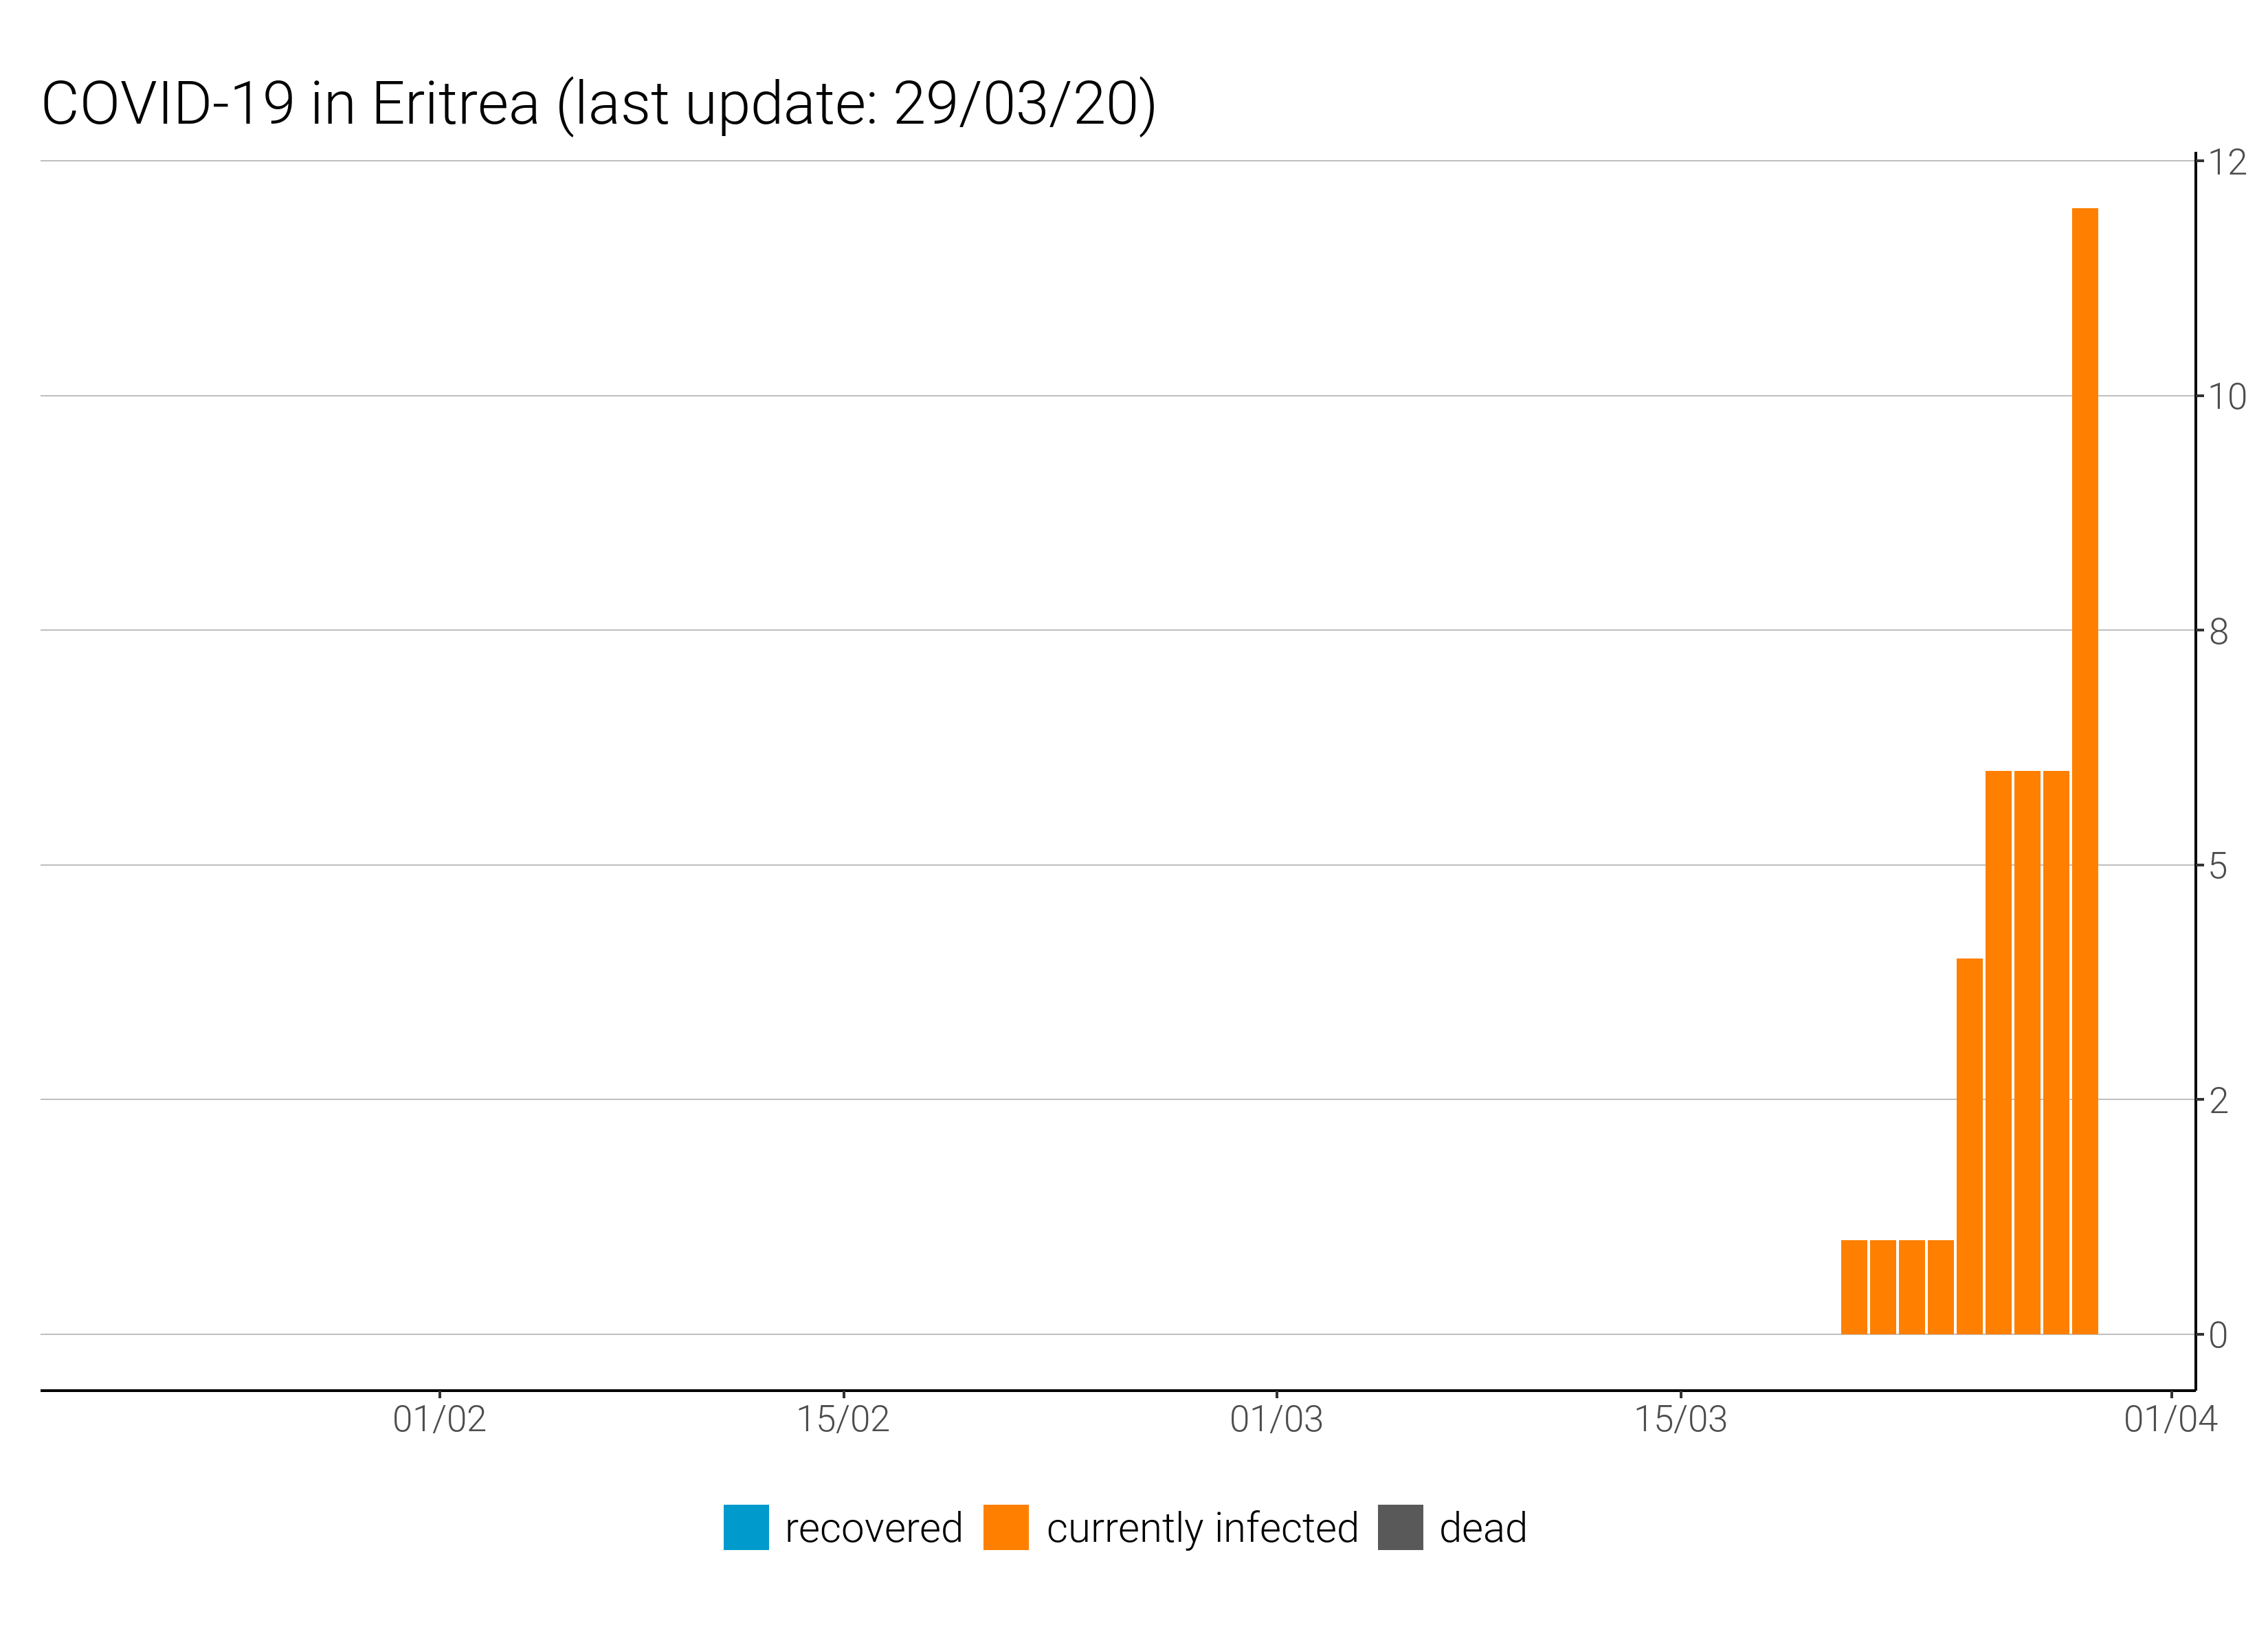 COVID-19 in Eritrea (last update: 29/03/20)
12
10
8
5
2
0
01/02 15/02 01/03 15/03 01/04
recovered currently infected dead